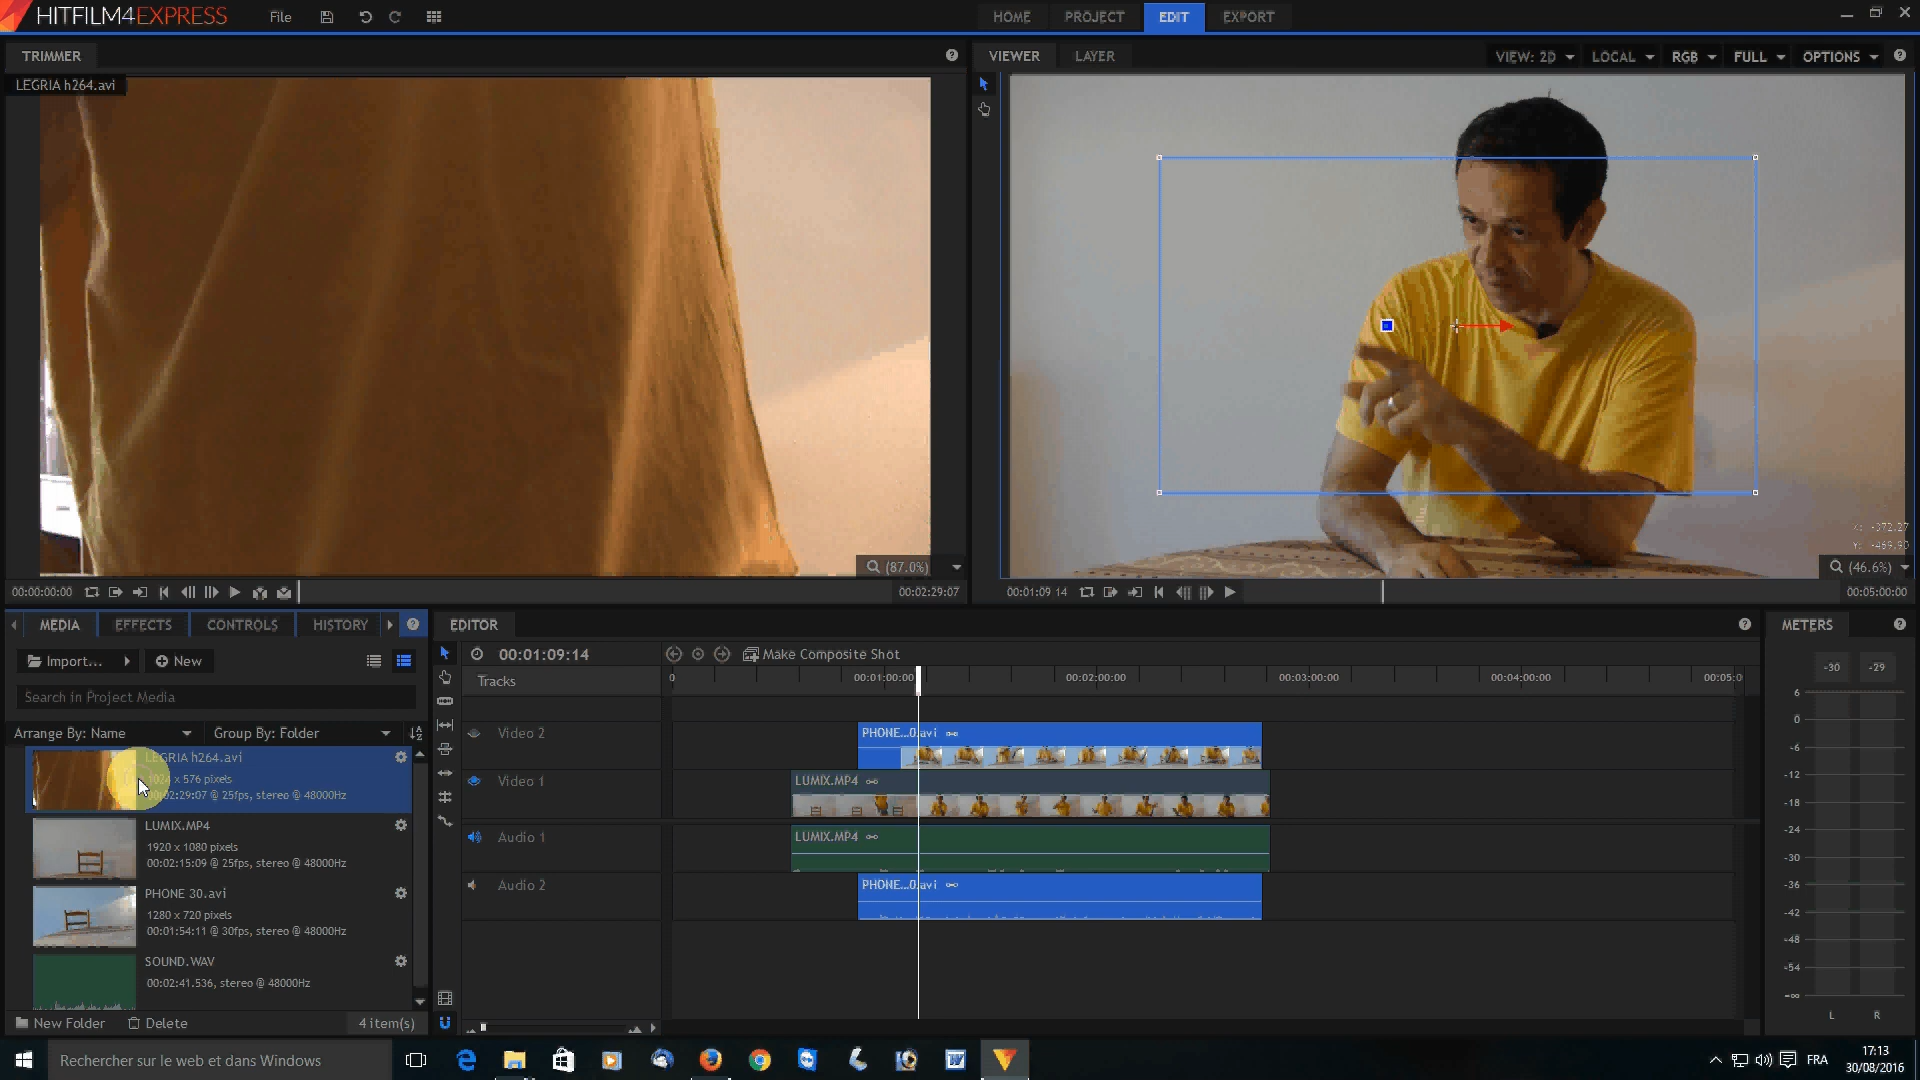 HITFILM4EXPRESS File HOME PROJECT EDIT EXPORT
TRIMMER
LEGRIA h264.avi
(87.0%)
00:00:00:00 00:02:29:07
VIEWER LAYER VIEW: 2D LOCAL RGB FULL OPTIONS
X: -372.27
Y: -469.90
(46.6%)
00:01:09 14 00:05:00:00
MEDIA EFFECTS CONTROLS HISTORY
Import... New
Search in Project Media
Arrange By: Name Group By: Folder
LEGRIA h264.avi
1024 x 576 pixels
00:02:29:07 @ 25fps, stereo @ 48000Hz
LUMIX.MP4
1920 x 1080 pixels
00:02:15:09 @ 25fps, stereo @ 48000Hz
PHONE 30.avi
1280 x 720 pixels
00:01:54:11 @ 30fps, stereo @ 48000Hz
SOUND.WAV
00:02:41.536, stereo @ 48000Hz
New Folder Delete 4 item(s)
EDITOR
00:01:09:14 Make Composite Shot
Tracks 0 00:01:00:00 00:02:00:00 00:03:00:00 00:04:00:00 00:05:0
Video 2 PHONE...0.avi
Video 1 LUMIX.MP4
Audio 1 LUMIX.MP4
Audio 2 PHONE...0.avi
METERS
-30 -29
6
0
-6
-12
-18
-24
-30
-36
-42
-48
-54
-∞
L R
Rechercher sur le web et dans Windows
FRA
17:13
30/08/2016